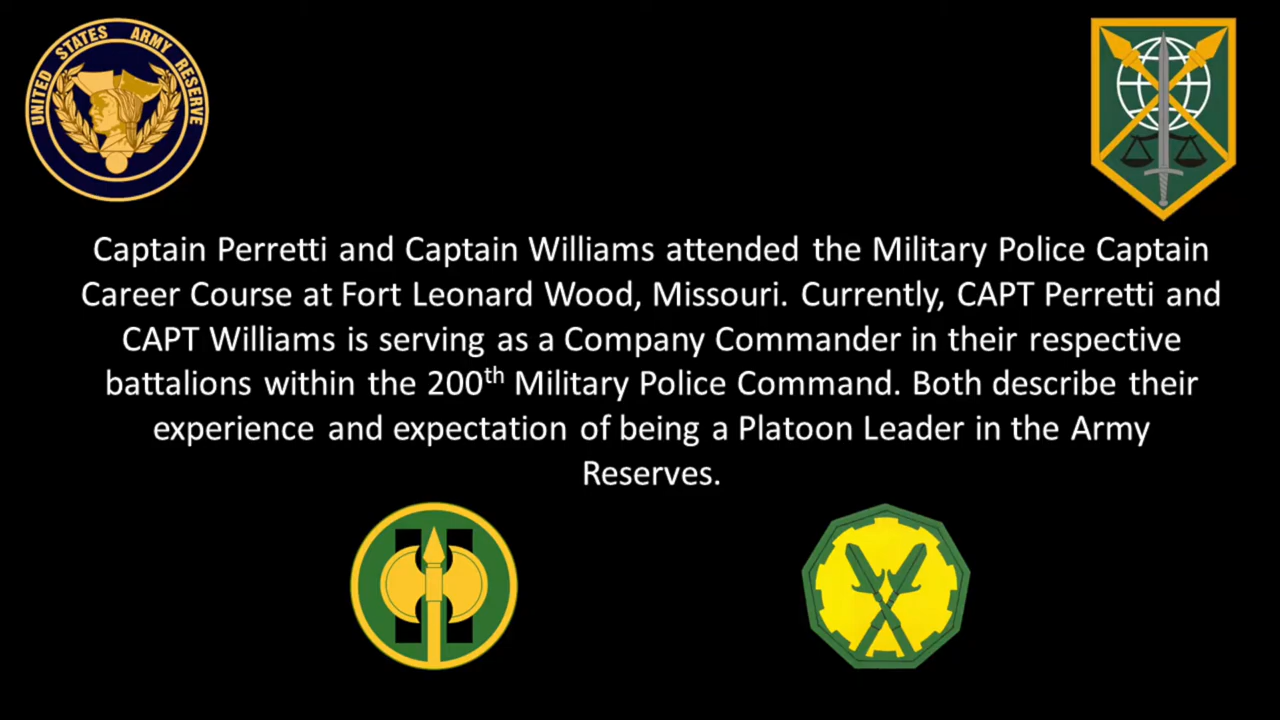 UNITED STATES ARMY RESERVE
Captain Perretti and Captain Williams attended the Military Police Captain
Career Course at Fort Leonard Wood, Missouri. Currently, CAPT Perretti and
CAPT Williams is serving as a Company Commander in their respective
battalions within the 200th Military Police Command. Both describe their
experience and expectation of being a Platoon Leader in the Army
Reserves.